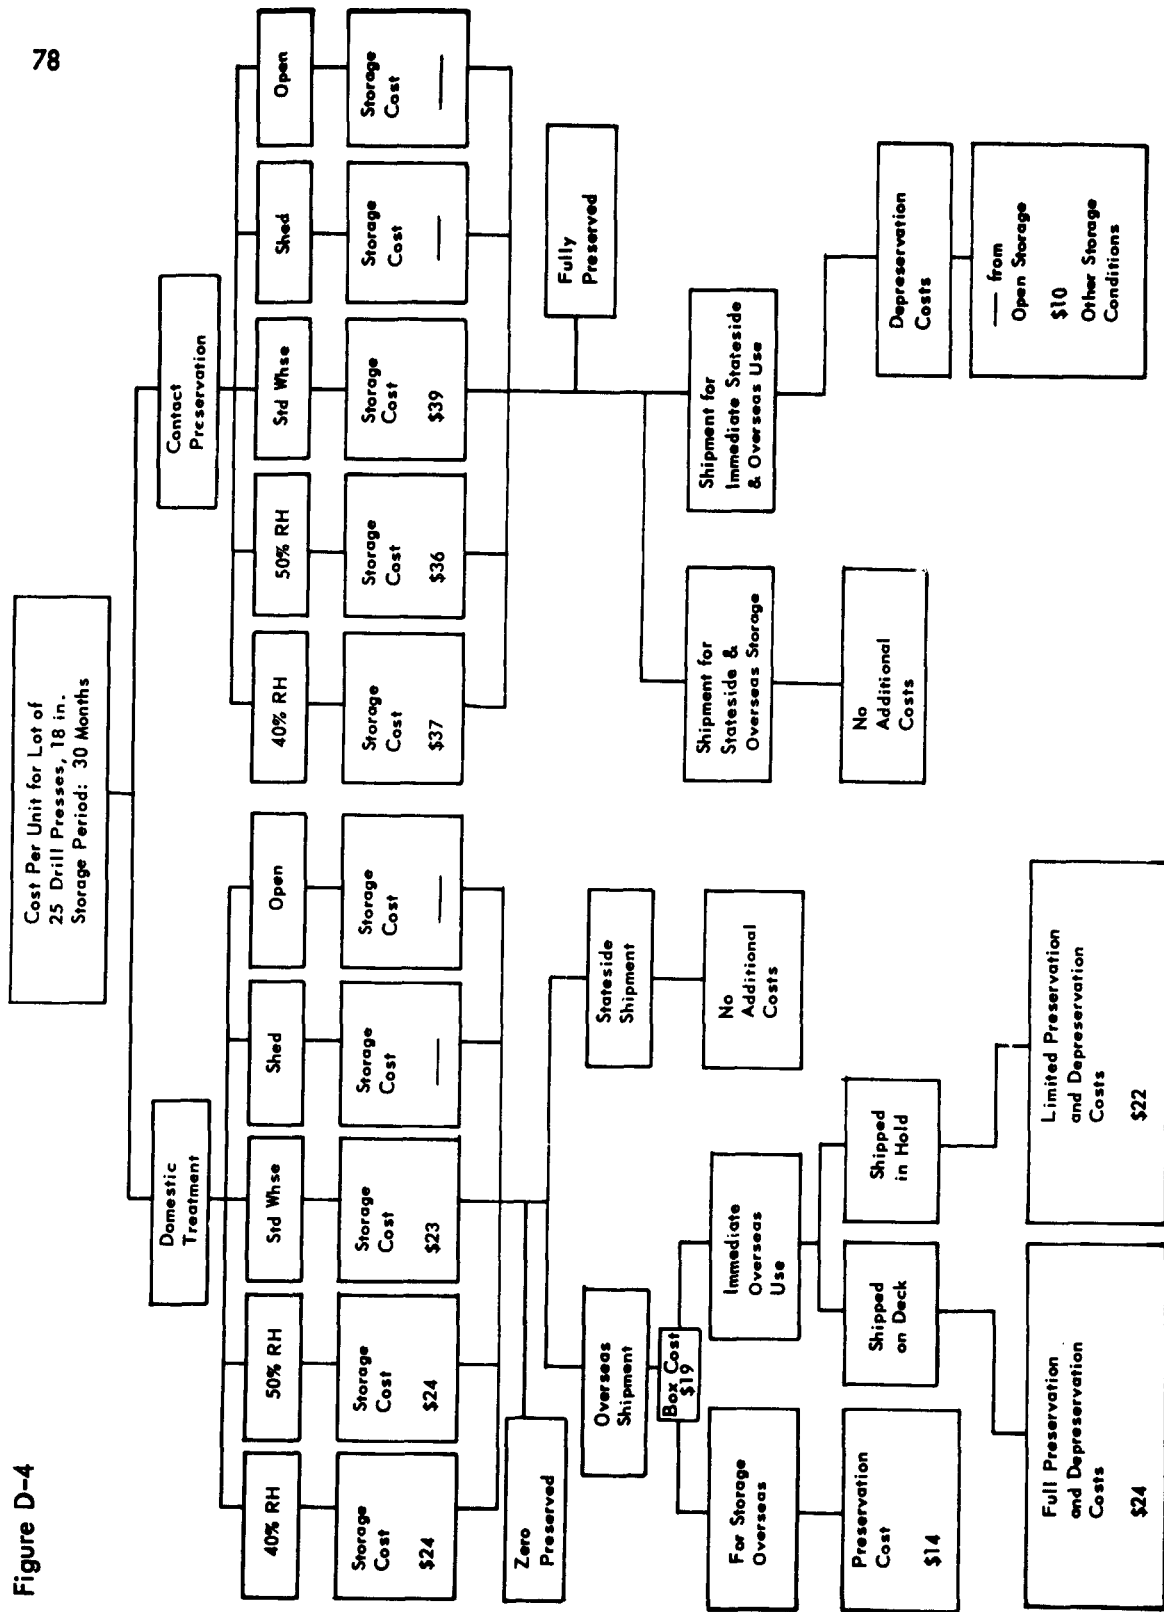 78
Figure D-4
Cost Per Unit for Lot of
25 Drill Presses, 18 in.
Storage Period: 30 Months
Domestic
Treatment
Contact
Preservation
40% RH
50% RH
Std Whse
Shed
Open
40% RH
50% RH
Std Whse
Shed
Open
Storage
Cost
$24
Storage
Cost
$24
Storage
Cost
$23
Storage
Cost
—
Storage
Cost
—
Storage
Cost
$37
Storage
Cost
$36
Storage
Cost
$39
Storage
Cost
—
Storage
Cost
—
Zero
Preserved
Fully
Preserved
Overseas
Shipment
Stateside
Shipment
Box Cost
$19
No
Additional
Costs
For Storage
Overseas
Immediate
Overseas
Use
Shipment for
Stateside &
Overseas Storage
Shipment for
Immediate Stateside
& Overseas Use
Preservation
Cost
$14
Shipped
on Deck
Shipped
in Hold
No
Additional
Costs
Depreservation
Costs
— from
Open Storage
$10
Other Storage
Conditions
Full Preservation
and Depreservation
Costs
$24
Limited Preservation
and Depreservation
Costs
$22